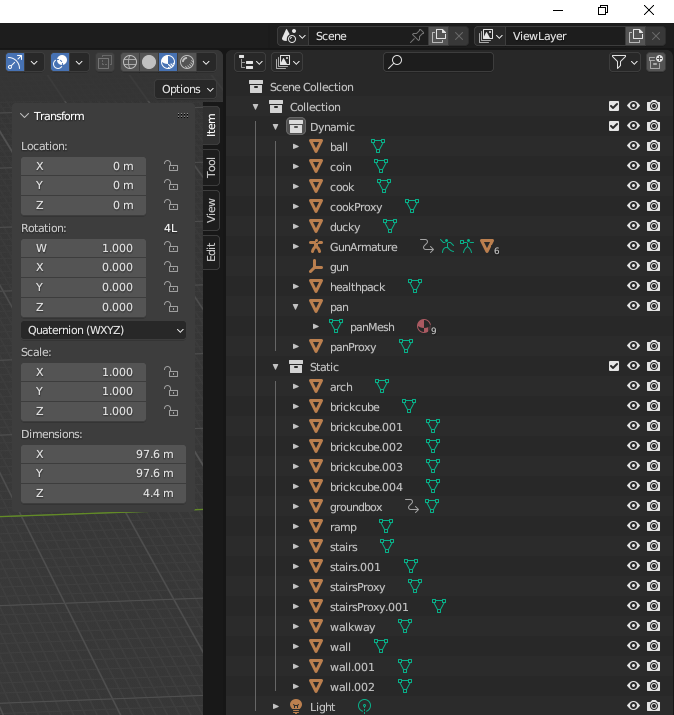 Scene
ViewLayer
Options
Transform
Item
Tool
View
Edit
Location:
X 0 m
Y 0 m
Z 0 m
Rotation: 4L
W 1.000
X 0.000
Y 0.000
Z 0.000
Quaternion (WXYZ)
Scale:
X 1.000
Y 1.000
Z 1.000
Dimensions:
X 97.6 m
Y 97.6 m
Z 4.4 m
Scene Collection
Collection
Dynamic
ball
coin
cook
cookProxy
ducky
GunArmature 6
gun
healthpack
pan
panMesh 9
panProxy
Static
arch
brickcube
brickcube.001
brickcube.002
brickcube.003
brickcube.004
groundbox
ramp
stairs
stairs.001
stairsProxy
stairsProxy.001
walkway
wall
wall.001
wall.002
Light